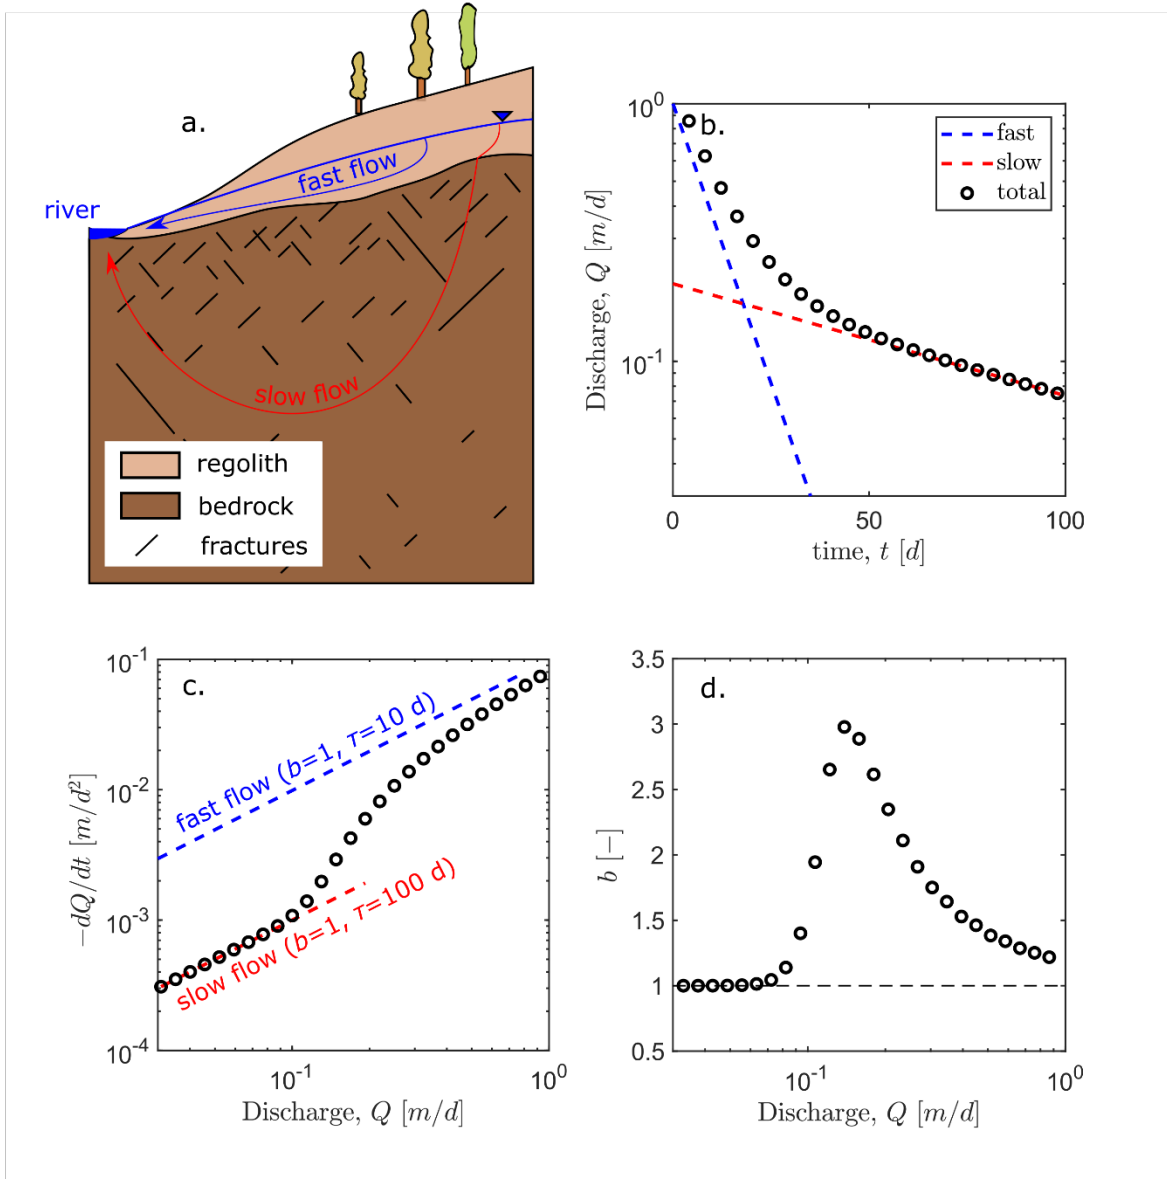 a.
fast flow
river
slow flow
regolith
bedrock
fractures
b.
fast
slow
total
10^0
10^-1
Discharge, Q [m/d]
0
50
100
time, t [d]
c.
fast flow (b=1, τ=10 d)
slow flow (b=1, τ=100 d)
10^-1
10^-2
10^-3
10^-4
−dQ/dt [m/d^2]
10^-1
10^0
Discharge, Q [m/d]
d.
3.5
3
2.5
2
1.5
1
0.5
b [−]
10^-1
10^0
Discharge, Q [m/d]